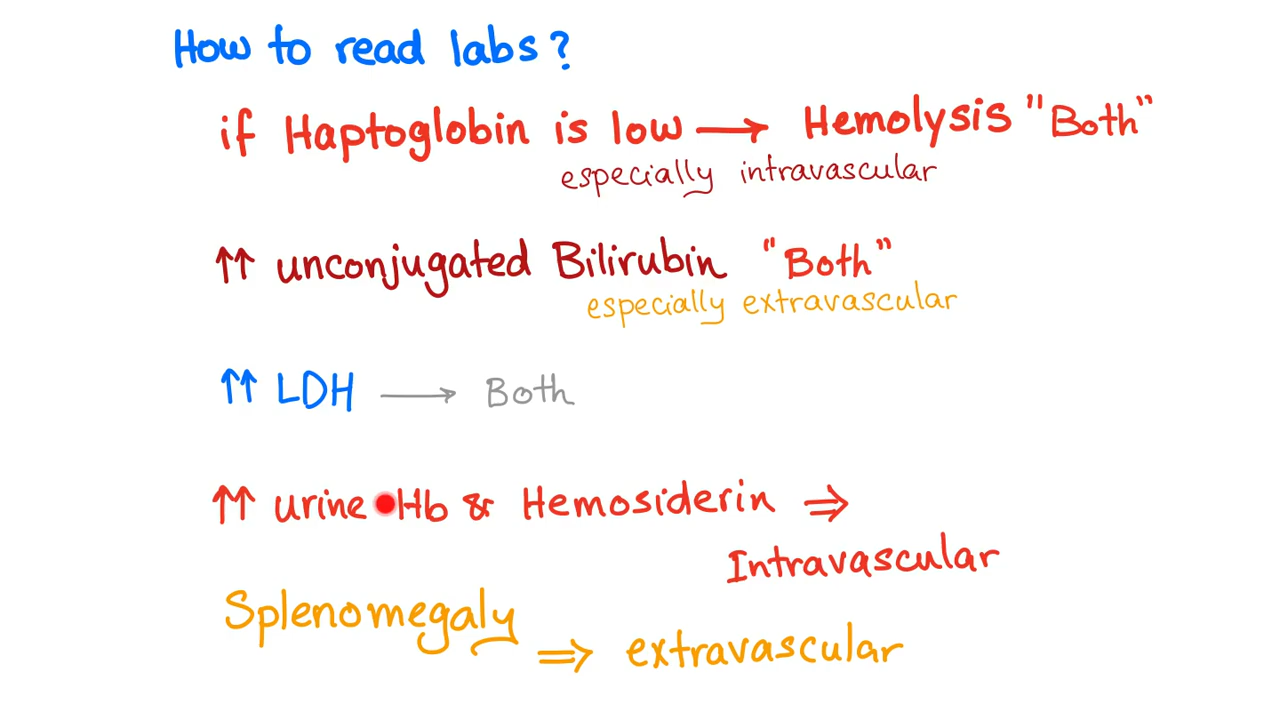 How to read labs?
if Haptoglobin is low → Hemolysis "Both"
especially intravascular
↑↑ unconjugated Bilirubin "Both"
especially extravascular
↑↑ LDH → Both
↑↑ urine Hb & Hemosiderin ⇒
Intravascular
Splenomegaly
⇒ extravascular